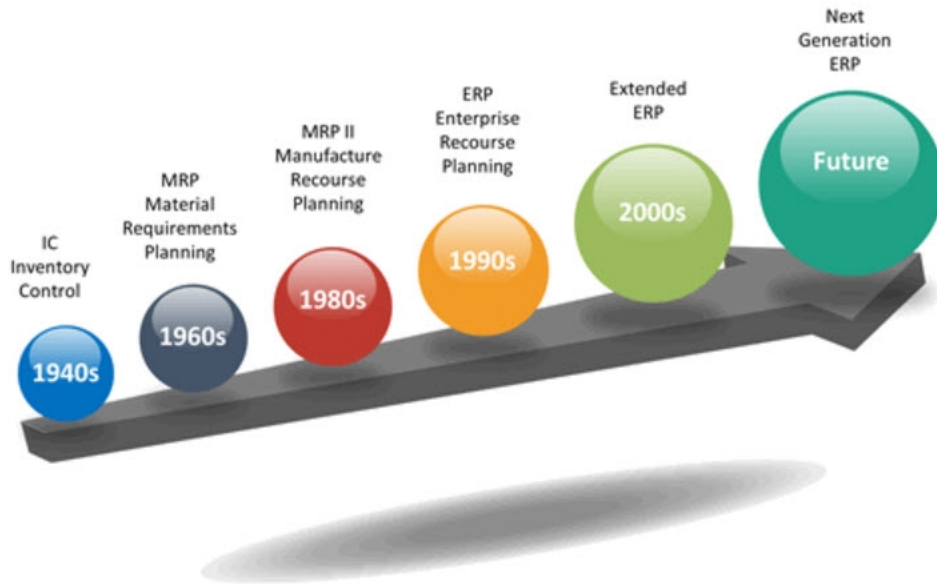 IC
Inventory
Control
1940s
MRP
Material
Requirements
Planning
1960s
MRP II
Manufacture
Recourse
Planning
1980s
ERP
Enterprise
Recourse
Planning
1990s
Extended
ERP
2000s
Next
Generation
ERP
Future